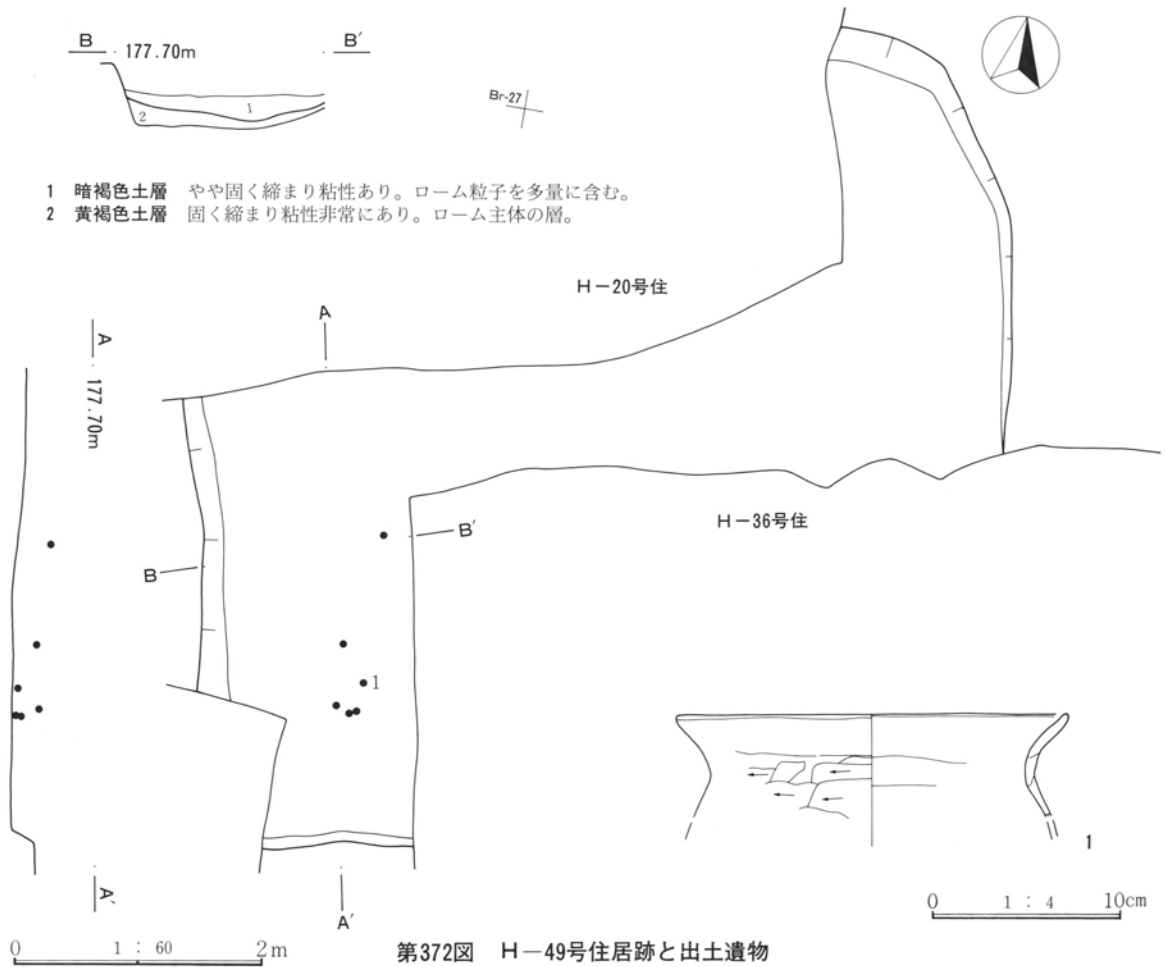 B 177.70m B′
1
2
Br-27
1 暗褐色土層 やや固く締まり粘性あり。ローム粒子を多量に含む。
2 黄褐色土層 固く締まり粘性非常にあり。ローム主体の層。
H－20号住
A
A
177.70m
H－36号住
B′
B
1
1
A′
A′
0 1：60 2m
0 1：4 10cm
第372図 H－49号住居跡と出土遺物